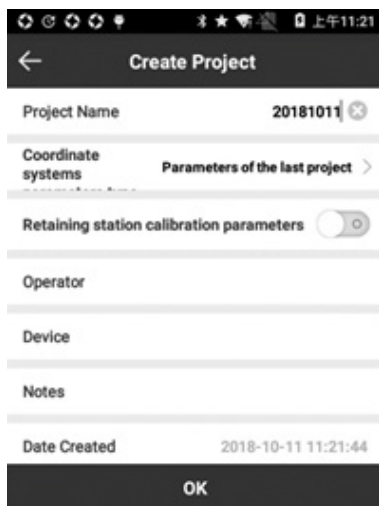 上午11:21
Create Project
Project Name 20181011
Coordinate
systems Parameters of the last project
Retaining station calibration parameters
Operator
Device
Notes
Date Created 2018-10-11 11:21:44
OK